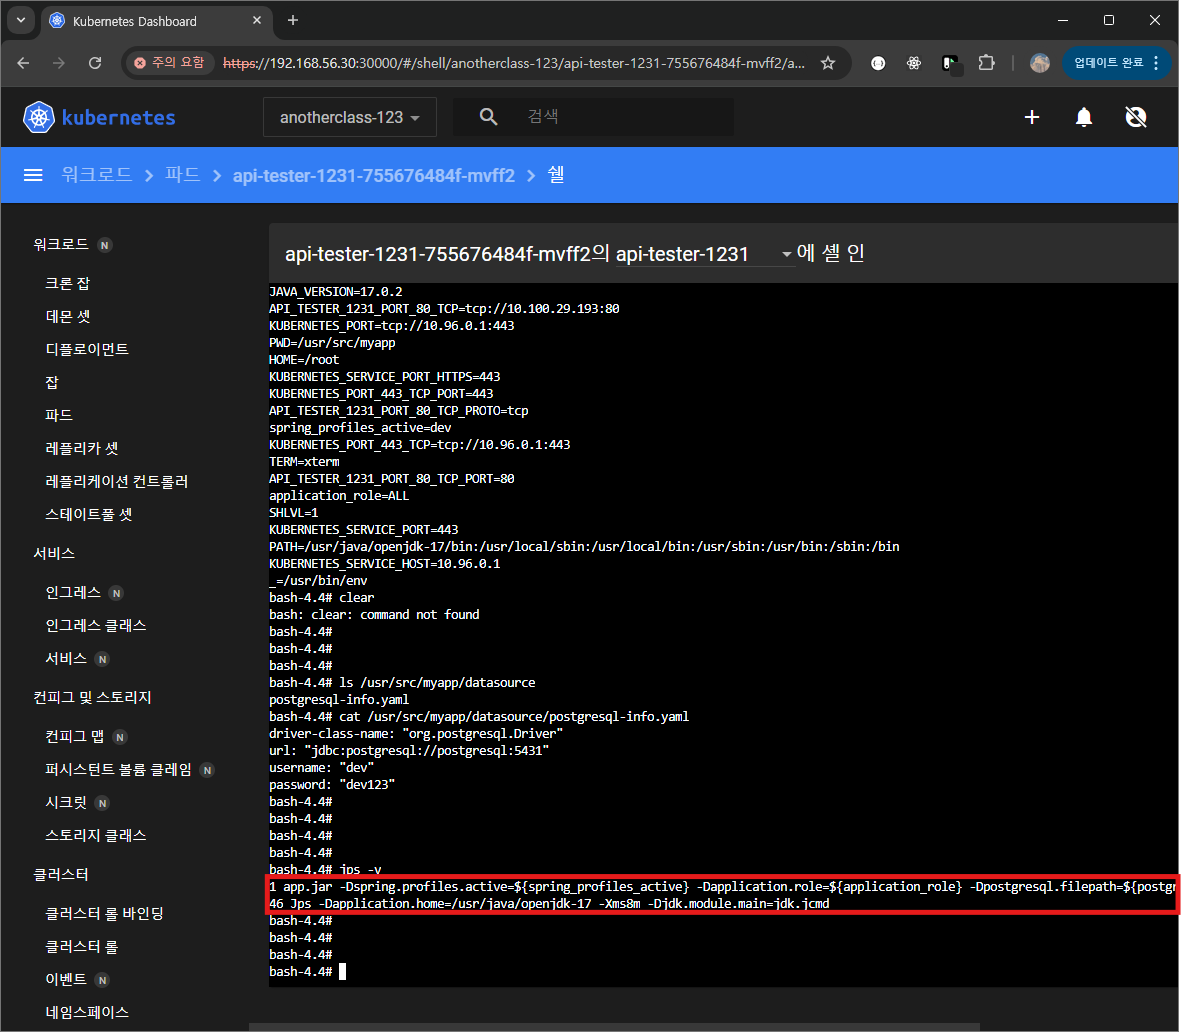 Kubernetes Dashboard
주의 요함
https://192.168.56.30:30000/#/shell/anotherclass-123/api-tester-1231-755676484f-mvff2/a...
업데이트 완료
kubernetes
anotherclass-123
검색
워크로드 > 파드 > api-tester-1231-755676484f-mvff2 > 쉘
워크로드 N
크론 잡
데몬 셋
디플로이먼트
잡
파드
레플리카 셋
레플리케이션 컨트롤러
스테이트풀 셋
서비스
인그레스 N
인그레스 클래스
서비스 N
컨피그 및 스토리지
컨피그 맵 N
퍼시스턴트 볼륨 클레임 N
시크릿 N
스토리지 클래스
클러스터
클러스터 롤 바인딩
클러스터 롤
이벤트 N
네임스페이스
api-tester-1231-755676484f-mvff2의 api-tester-1231 에 셸 인
JAVA_VERSION=17.0.2
API_TESTER_1231_PORT_80_TCP=tcp://10.100.29.193:80
KUBERNETES_PORT=tcp://10.96.0.1:443
PWD=/usr/src/myapp
HOME=/root
KUBERNETES_SERVICE_PORT_HTTPS=443
KUBERNETES_PORT_443_TCP_PORT=443
API_TESTER_1231_PORT_80_TCP_PROTO=tcp
spring_profiles_active=dev
KUBERNETES_PORT_443_TCP=tcp://10.96.0.1:443
TERM=xterm
API_TESTER_1231_PORT_80_TCP_PORT=80
application_role=ALL
SHLVL=1
KUBERNETES_SERVICE_PORT=443
PATH=/usr/java/openjdk-17/bin:/usr/local/sbin:/usr/local/bin:/usr/sbin:/usr/bin:/sbin:/bin
KUBERNETES_SERVICE_HOST=10.96.0.1
_=/usr/bin/env
bash-4.4# clear
bash: clear: command not found
bash-4.4#
bash-4.4#
bash-4.4#
bash-4.4# ls /usr/src/myapp/datasource
postgresql-info.yaml
bash-4.4# cat /usr/src/myapp/datasource/postgresql-info.yaml
driver-class-name: "org.postgresql.Driver"
url: "jdbc:postgresql://postgresql:5431"
username: "dev"
password: "dev123"
bash-4.4#
bash-4.4#
bash-4.4#
bash-4.4#
bash-4.4# jps -v
1 app.jar -Dspring.profiles.active=${spring_profiles_active} -Dapplication.role=${application_role} -Dpostgresql.filepath=${postgr
46 Jps -Dapplication.home=/usr/java/openjdk-17 -Xms8m -Djdk.module.main=jdk.jcmd
bash-4.4#
bash-4.4#
bash-4.4#
bash-4.4#